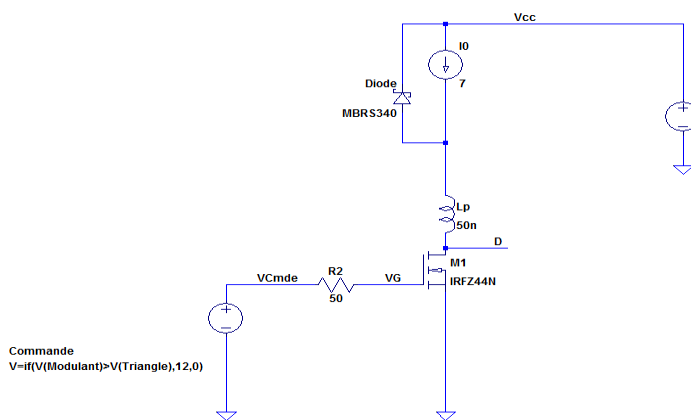 Vcc
I0
7
Diode
MBRS340
Lp
50n
D
M1
IRFZ44N
R2
50
VCmde
VG
Commande
V=if(V(Modulant)>V(Triangle),12,0)